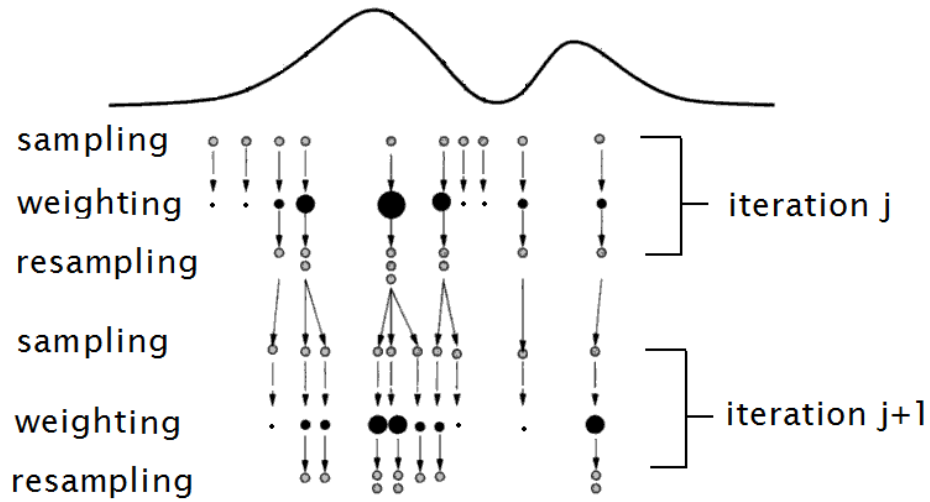 sampling
weighting
iteration j
resampling
sampling
weighting
iteration j+1
resampling